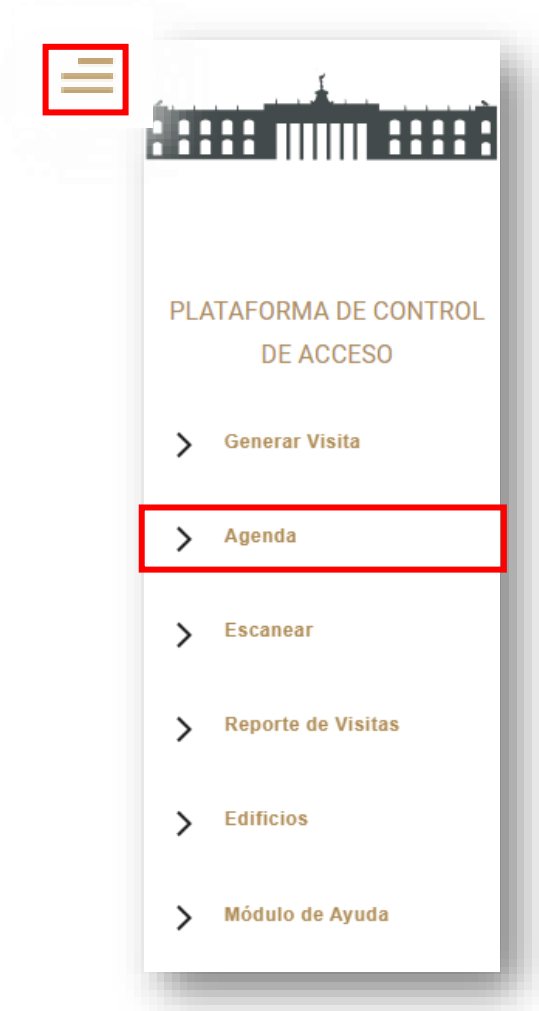 PLATAFORMA DE CONTROL
DE ACCESO
Generar Visita
Agenda
Escanear
Reporte de Visitas
Edificios
Módulo de Ayuda